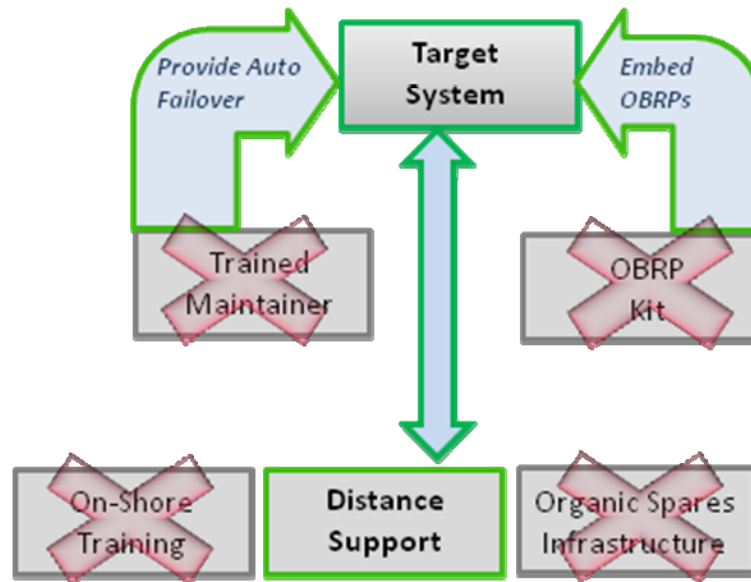 Provide Auto
Failover
Target
System
Embed
OBRPs
Trained
Maintainer
OBRP
Kit
On-Shore
Training
Distance
Support
Organic Spares
Infrastructure